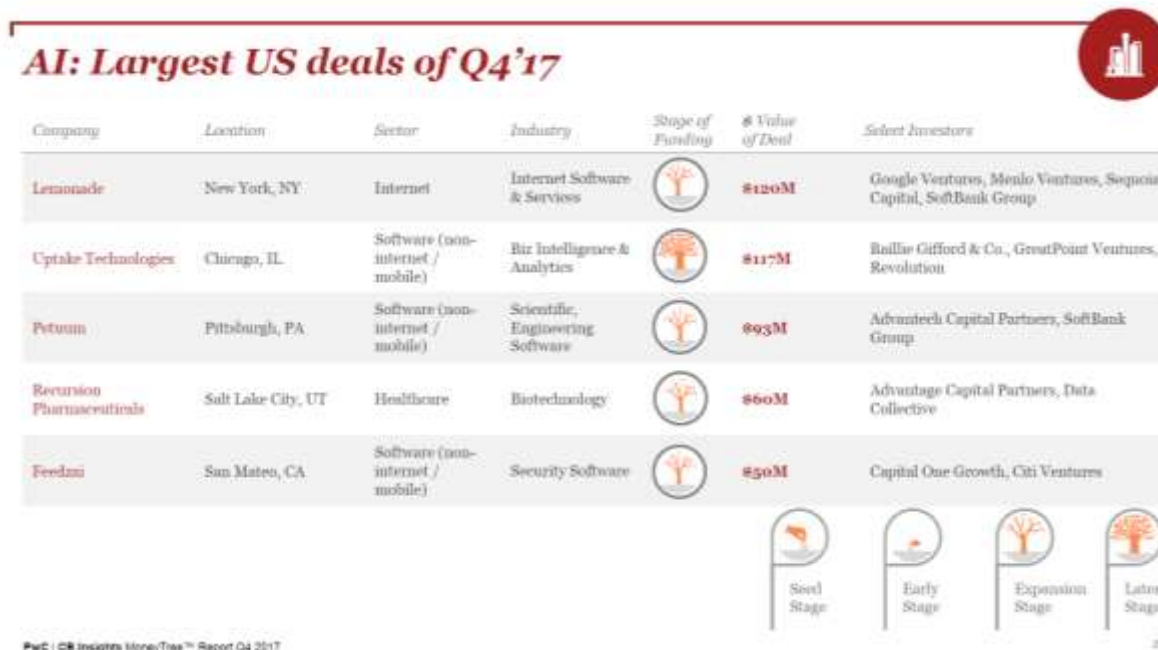 AI: Largest US deals of Q4'17
Company
Location
Sector
Industry
Stage of
Funding
$ Value
of Deal
Select Investors
Lemonade
New York, NY
Internet
Internet Software
& Services
$120M
Google Ventures, Menlo Ventures, Sequoia
Capital, SoftBank Group
Uptake Technologies
Chicago, IL
Software (non-
internet /
mobile)
Biz Intelligence &
Analytics
$117M
Baillie Gifford & Co., GreatPoint Ventures,
Revolution
Petuum
Pittsburgh, PA
Software (non-
internet /
mobile)
Scientific,
Engineering
Software
$93M
Advantech Capital Partners, SoftBank
Group
Recursion
Pharmaceuticals
Salt Lake City, UT
Healthcare
Biotechnology
$60M
Advantage Capital Partners, Data
Collective
Feedzai
San Mateo, CA
Software (non-
internet /
mobile)
Security Software
$50M
Capital One Growth, Citi Ventures
Seed
Stage
Early
Stage
Expansion
Stage
Later
Stage
PwC | CB Insights MoneyTree™ Report Q4 2017